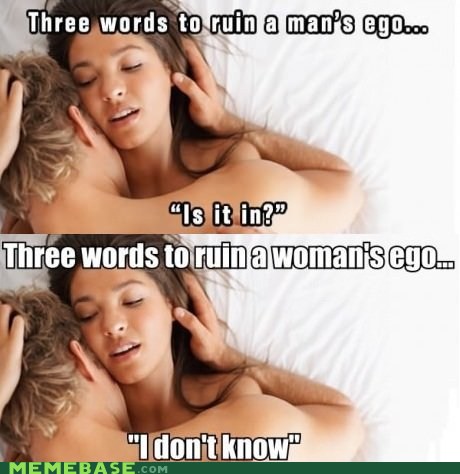 Three words to ruin a man's ego...
"Is it in?"
Three words to ruin a woman's ego...
"I don't know"
MEMEBASE.COM